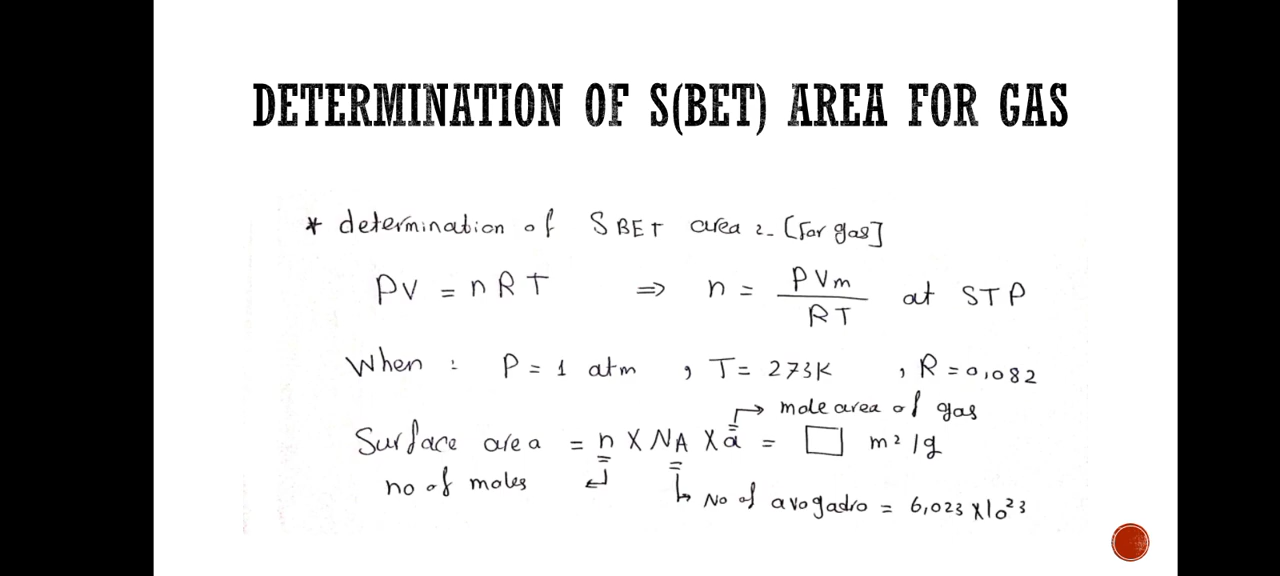 DETERMINATION OF S(BET) AREA FOR GAS
* determination of SBET area :- [for gas]
PV = nRT ⇒ n = PVm / RT at STP
When : P = 1 atm , T = 273K , R = 0,082
→ mole area of gas
Surface area = n X NA X a = □ m² / g
no of moles ↲
↳ No of avogadro = 6,023 X 10²³